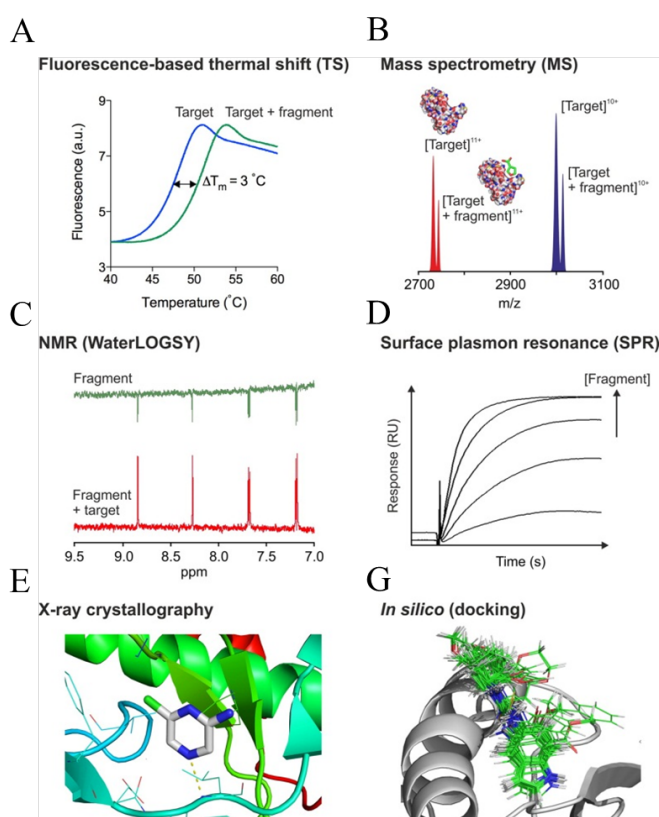 A
Fluorescence-based thermal shift (TS)
Target Target + fragment
Fluorescence (a.u.)
9
7
5
3
ΔTm = 3 °C
40 45 50 55 60
Temperature (°C)
B
Mass spectrometry (MS)
[Target]10+
[Target]11+
[Target
+ fragment]10+
[Target
+ fragment]11+
2700 2900 3100
m/z
C
NMR (WaterLOGSY)
Fragment
Fragment
+ target
9.5 9.0 8.5 8.0 7.5 7.0
ppm
D
Surface plasmon resonance (SPR)
[Fragment]
Response (RU)
Time (s)
E
X-ray crystallography
G
In silico (docking)